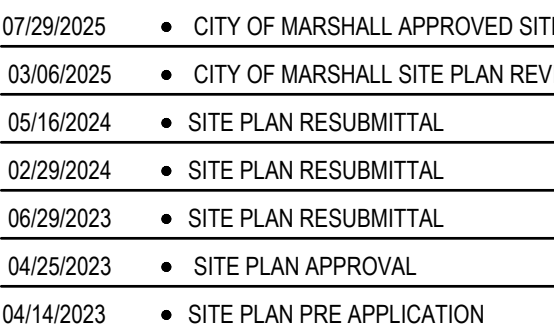 07/29/2025 • CITY OF MARSHALL APPROVED
03/06/2025 • CITY OF MARSHALL SITE PLAN
05/16/2024 • SITE PLAN RESUBMITTAL
02/29/2024 • SITE PLAN RESUBMITTAL
06/29/2023 • SITE PLAN RESUBMITTAL
04/25/2023 • SITE PLAN APPROVAL
04/14/2023 • SITE PLAN PRE APPLICATION